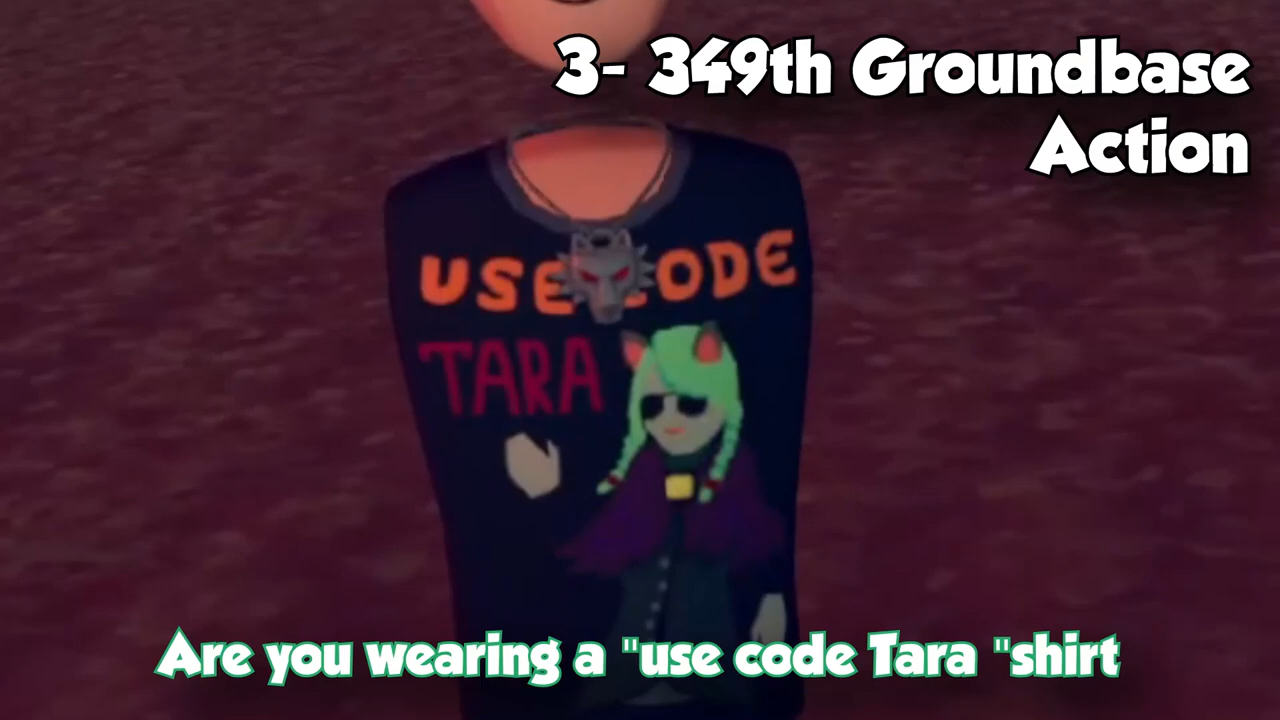 3- 349th Groundbase
Action
USE CODE
TARA
Are you wearing a "use code Tara "shirt